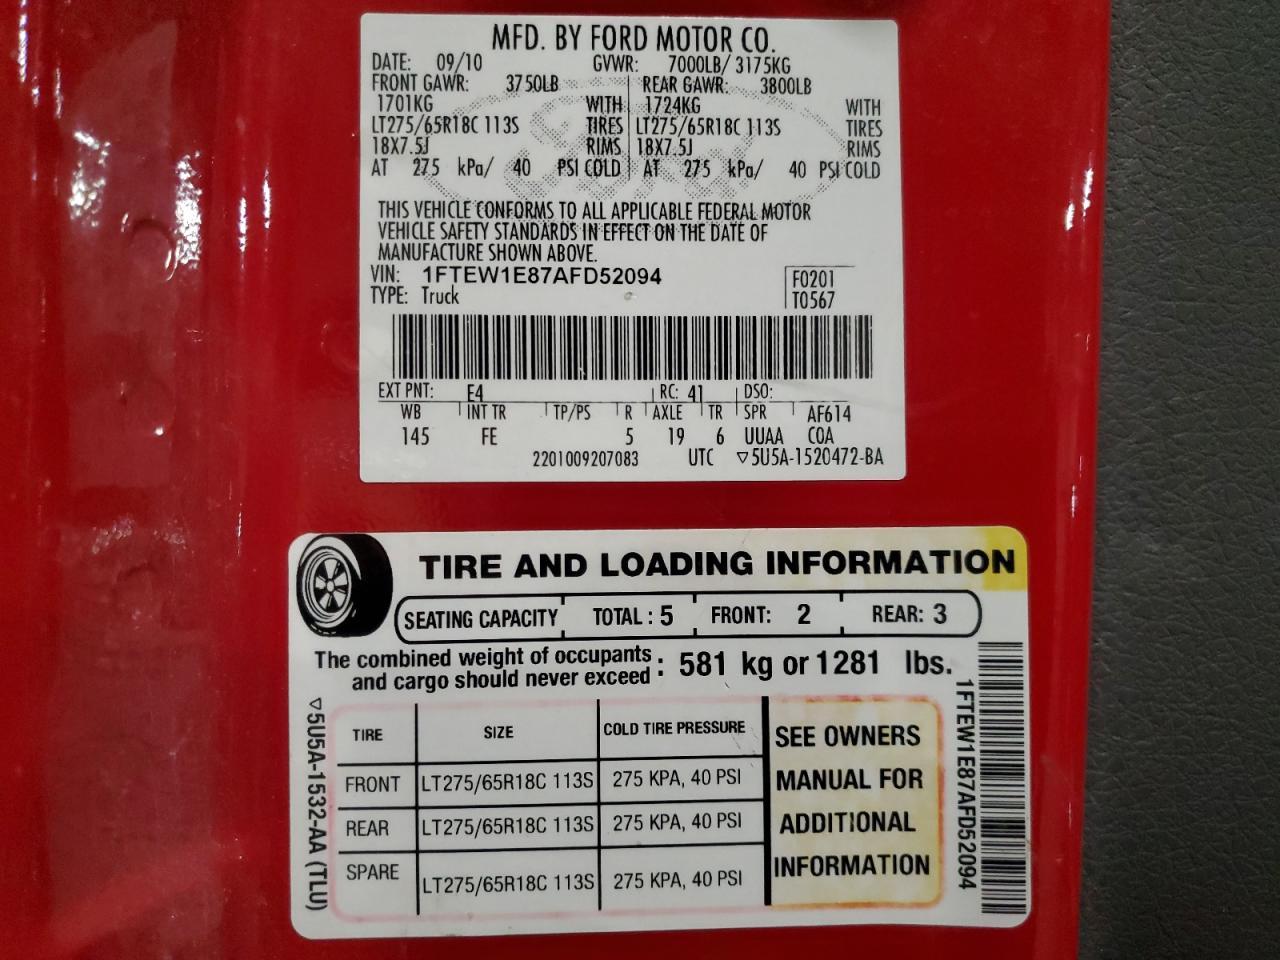 MFD. BY FORD MOTOR CO.
DATE: 09/10 GVWR: 7000LB/ 3175KG
FRONT GAWR: 3750LB REAR GAWR: 3800LB
1701KG WITH 1724KG WITH
LT275/65R18C 113S TIRES LT275/65R18C 113S TIRES
18X7.5J RIMS 18X7.5J RIMS
AT 275 kPa/ 40 PSI COLD AT 275 kPa/ 40 PSI COLD
THIS VEHICLE CONFORMS TO ALL APPLICABLE FEDERAL MOTOR
VEHICLE SAFETY STANDARDS IN EFFECT ON THE DATE OF
MANUFACTURE SHOWN ABOVE.
VIN: 1FTEW1E87AFD52094 F0201
TYPE: Truck T0567
EXT PNT: E4 RC: 41 DSO:
WB INT TR TP/PS R AXLE TR SPR AF614
145 FE 5 19 6 UUAA COA
2201009207083 UTC ▽5U5A-1520472-BA
TIRE AND LOADING INFORMATION
SEATING CAPACITY TOTAL : 5 FRONT: 2 REAR: 3
The combined weight of occupants
and cargo should never exceed : 581 kg or 1281 lbs.
TIRE SIZE COLD TIRE PRESSURE
FRONT LT275/65R18C 113S 275 KPA, 40 PSI
REAR LT275/65R18C 113S 275 KPA, 40 PSI
SPARE LT275/65R18C 113S 275 KPA, 40 PSI
SEE OWNERS
MANUAL FOR
ADDITIONAL
INFORMATION
▽5U5A-1532-AA (TLU)
1FTEW1E87AFD52094